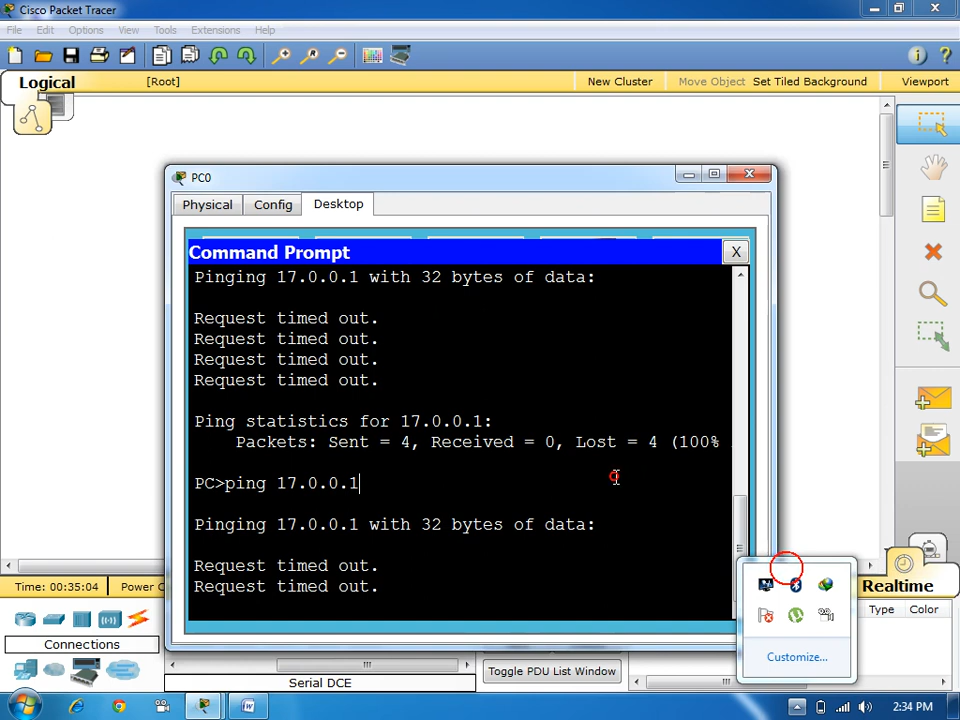 Cisco Packet Tracer
File Edit Options View Tools Extensions Help
Logical [Root] New Cluster Move Object Set Tiled Background Viewport
PC0
Physical Config Desktop
Command Prompt X
Pinging 17.0.0.1 with 32 bytes of data:
Request timed out.
Request timed out.
Request timed out.
Request timed out.
Ping statistics for 17.0.0.1:
Packets: Sent = 4, Received = 0, Lost = 4 (100%
PC>ping 17.0.0.1
Pinging 17.0.0.1 with 32 bytes of data:
Request timed out.
Request timed out.
Time: 00:35:04 Power C Realtime
Connections
Type Color
Customize...
Toggle PDU List Window
Serial DCE
2:34 PM